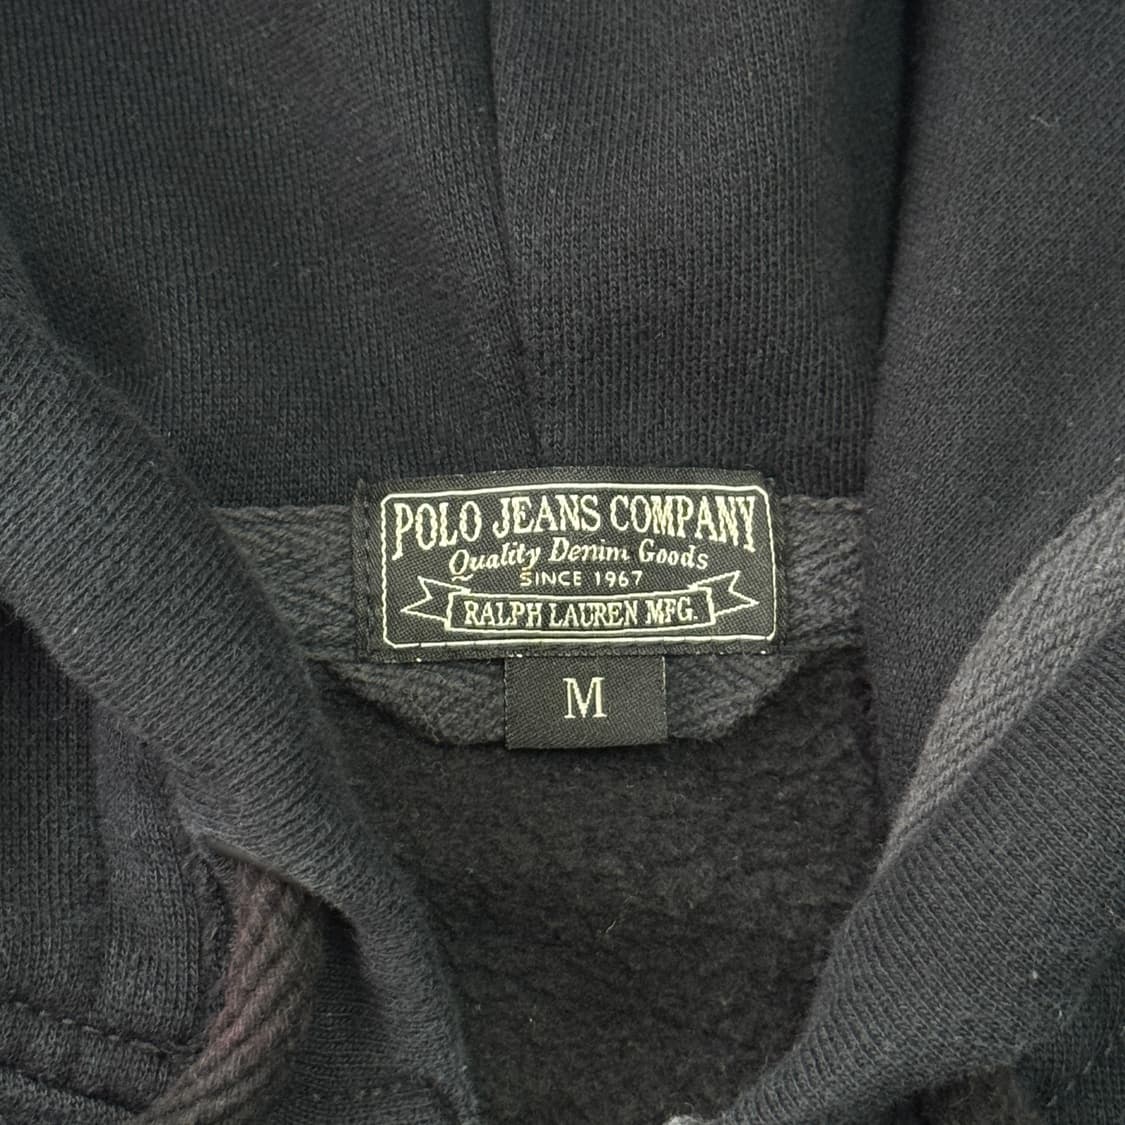 POLO JEANS COMPANY
Quality Denim Goods
SINCE 1967
RALPH LAUREN MFG.
M